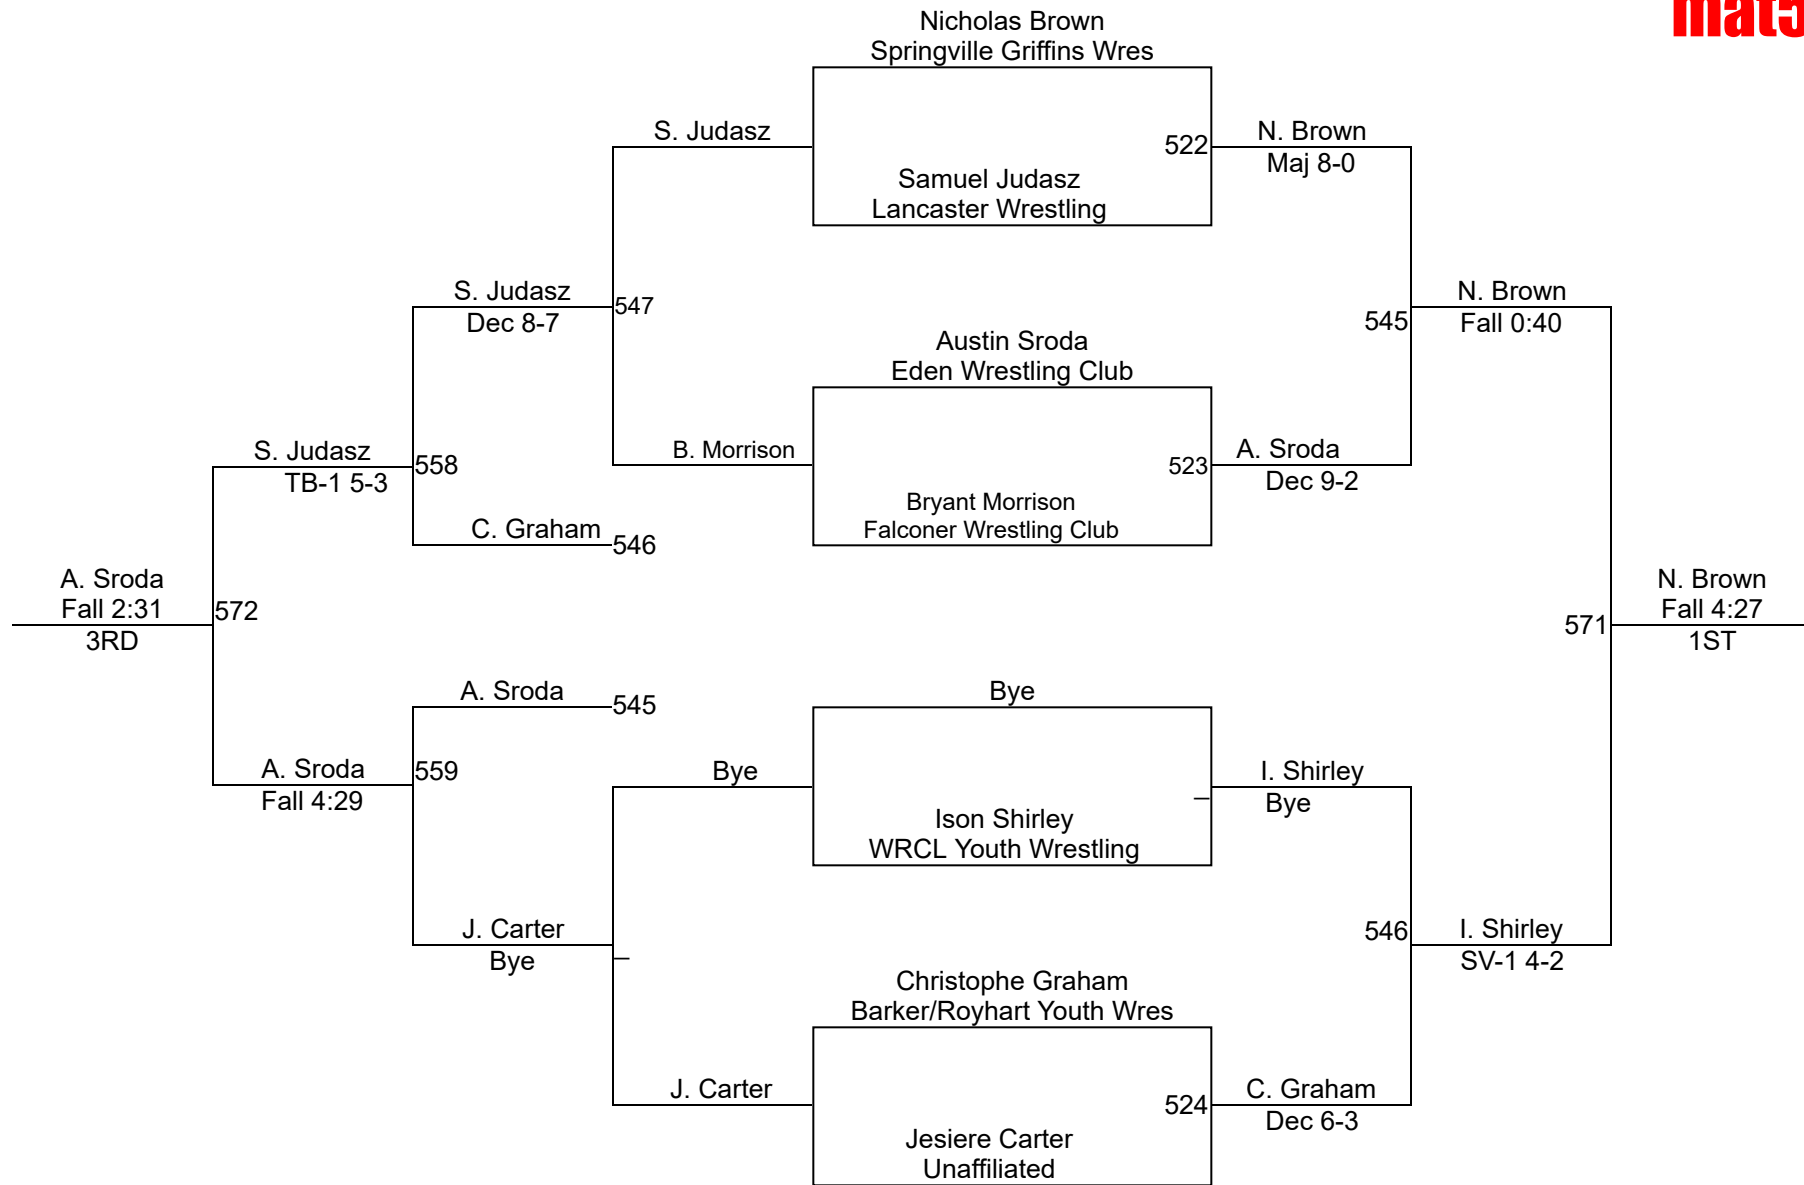 mat5
Nicholas Brown
Springville Griffins Wres
S. Judasz
522
N. Brown
Maj 8-0
Samuel Judasz
Lancaster Wrestling
S. Judasz
Dec 8-7
547
N. Brown
Fall 0:40
545
Austin Sroda
Eden Wrestling Club
S. Judasz
TB-1 5-3
558
B. Morrison
523
A. Sroda
Dec 9-2
Bryant Morrison
Falconer Wrestling Club
C. Graham
546
A. Sroda
Fall 2:31
3RD
572
571
N. Brown
Fall 4:27
1ST
A. Sroda
545
Bye
A. Sroda
Fall 4:29
559
Bye
_
I. Shirley
Bye
Ison Shirley
WRCL Youth Wrestling
J. Carter
Bye
_
546
I. Shirley
SV-1 4-2
Christophe Graham
Barker/Royhart Youth Wres
J. Carter
524
C. Graham
Dec 6-3
Jesiere Carter
Unaffiliated